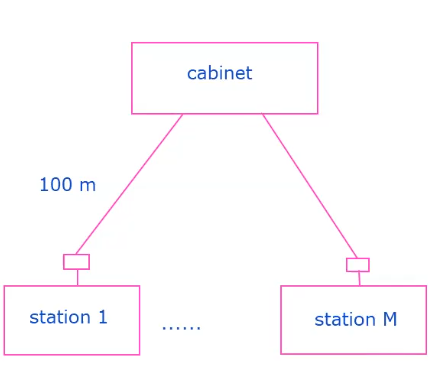 cabinet
100 m
station 1
......
station M